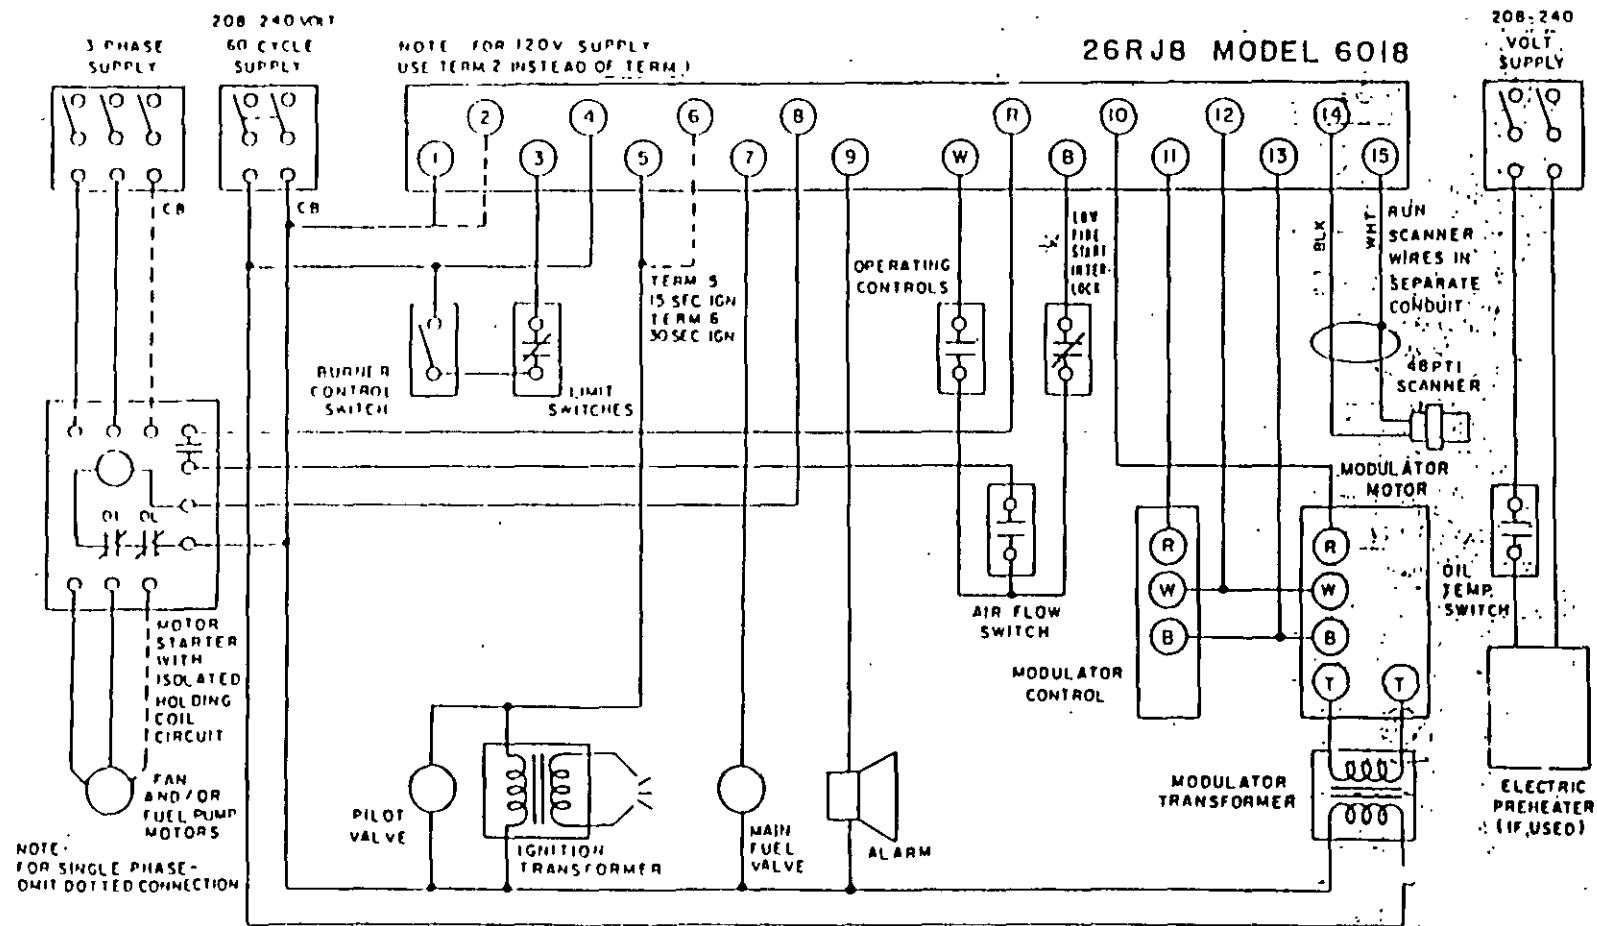 3 PHASE
SUPPLY
208 240 VOLT
60 CYCLE
SUPPLY
NOTE FOR 120V SUPPLY
USE TERM 2 INSTEAD OF TERM 1
26RJ8 MODEL 6018
208-240
VOLT
SUPPLY
2
4
6
8
R
10
12
14
1
3
5
7
9
W
B
11
13
15
CB
CB
TERM 5
15 SEC IGN
TERM 6
30 SEC IGN
OPERATING
CONTROLS
LOW
FIRE
START
INTER-
LOCK
BLK
WHT
RUN
SCANNER
WIRES IN
SEPARATE
CONDUIT
48PT1
SCANNER
BURNER
CONTROL
SWITCH
LIMIT
SWITCHES
OL
OL
MODULATOR
MOTOR
R
W
B
R
W
B
T
T
OIL
TEMP.
SWITCH
AIR FLOW
SWITCH
MODULATOR
CONTROL
MOTOR
STARTER
WITH
ISOLATED
HOLDING
COIL
CIRCUIT
FAN
AND/OR
FUEL PUMP
MOTORS
PILOT
VALVE
IGNITION
TRANSFORMER
MAIN
FUEL
VALVE
ALARM
MODULATOR
TRANSFORMER
ELECTRIC
PREHEATER
(IF USED)
NOTE:
FOR SINGLE PHASE-
OMIT DOTTED CONNECTION